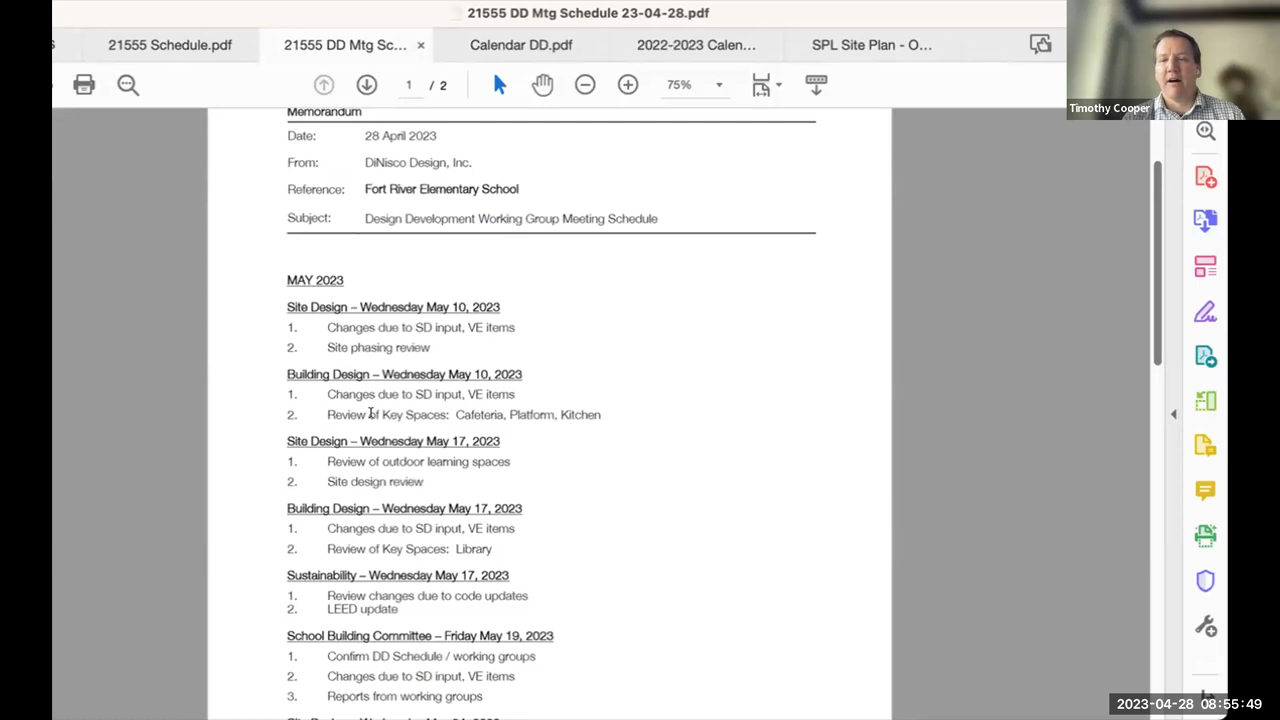 21555 DD Mtg Schedule 23-04-28.pdf
s
21555 Schedule.pdf
21555 DD Mtg Sc... ×
Calendar DD.pdf
2022-2023 Calen...
SPL Site Plan - O...
1 / 2
75%
Timothy Cooper
Memorandum
Date: 28 April 2023
From: DiNisco Design, Inc.
Reference: Fort River Elementary School
Subject: Design Development Working Group Meeting Schedule
MAY 2023
Site Design – Wednesday May 10, 2023
1. Changes due to SD input, VE items
2. Site phasing review
Building Design – Wednesday May 10, 2023
1. Changes due to SD input, VE items
2. Review of Key Spaces: Cafeteria, Platform, Kitchen
Site Design – Wednesday May 17, 2023
1. Review of outdoor learning spaces
2. Site design review
Building Design – Wednesday May 17, 2023
1. Changes due to SD input, VE items
2. Review of Key Spaces: Library
Sustainability – Wednesday May 17, 2023
1. Review changes due to code updates
2. LEED update
School Building Committee – Friday May 19, 2023
1. Confirm DD Schedule / working groups
2. Changes due to SD input, VE items
3. Reports from working groups
2023-04-28 08:55:49